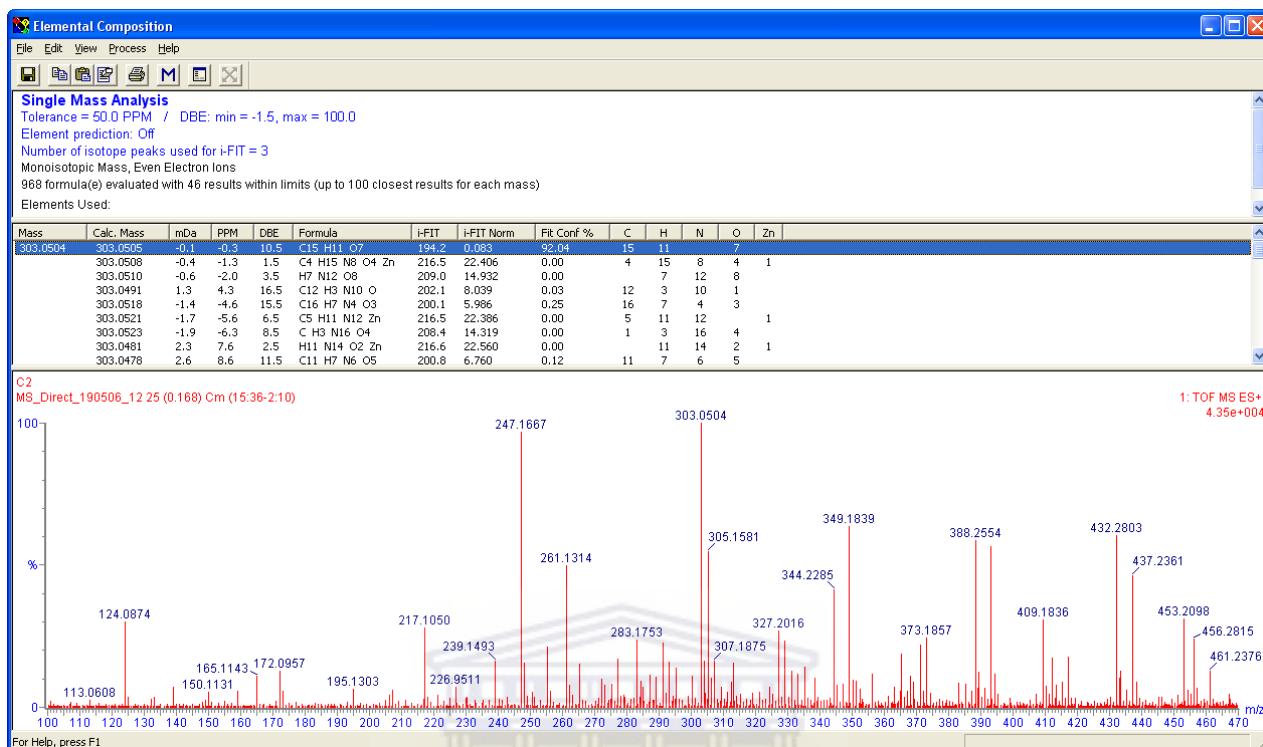 Elemental Composition
File Edit View Process Help
M
Single Mass Analysis
Tolerance = 50.0 PPM / DBE: min = -1.5, max = 100.0
Element prediction: Off
Number of isotope peaks used for i-FIT = 3
Monoisotopic Mass, Even Electron Ions
968 formula(e) evaluated with 46 results within limits (up to 100 closest results for each mass)
Elements Used:
Mass Calc. Mass mDa PPM DBE Formula i-FIT i-FIT Norm Fit Conf % C H N O Zn
303.0504 303.0505 -0.1 -0.3 10.5 C15 H11 O7 194.2 0.083 92.04 15 11 7
303.0508 -0.4 -1.3 1.5 C4 H15 N8 O4 Zn 216.5 22.406 0.00 4 15 8 4 1
303.0510 -0.6 -2.0 3.5 H7 N12 O8 209.0 14.932 0.00 7 12 8
303.0491 1.3 4.3 16.5 C12 H3 N10 O 202.1 8.039 0.03 12 3 10 1
303.0518 -1.4 -4.6 15.5 C16 H7 N4 O3 200.1 5.986 0.25 16 7 4 3
303.0521 -1.7 -5.6 6.5 C5 H11 N12 Zn 216.5 22.386 0.00 5 11 12 1
303.0523 -1.9 -6.3 8.5 C H3 N16 O4 208.4 14.319 0.00 1 3 16 4
303.0481 2.3 7.6 2.5 H11 N14 O2 Zn 216.6 22.560 0.00 11 14 2 1
303.0478 2.6 8.6 11.5 C11 H7 N6 O5 200.8 6.760 0.12 11 7 6 5
C2
MS_Direct_190506_12 25 (0.168) Cm (15:36-2:10)
1: TOF MS ES+
4.35e+004
100
303.0504
247.1667
349.1839
432.2803
388.2554
305.1581
%
261.1314
437.2361
344.2285
124.0874
409.1836
453.2098
217.1050
327.2016
373.1857
456.2815
283.1753
239.1493
307.1875
461.2376
165.1143
172.0957
150.1131
195.1303
226.9511
113.0608
0
m/z
100 110 120 130 140 150 160 170 180 190 200 210 220 230 240 250 260 270 280 290 300 310 320 330 340 350 360 370 380 390 400 410 420 430 440 450 460 470
For Help, press F1